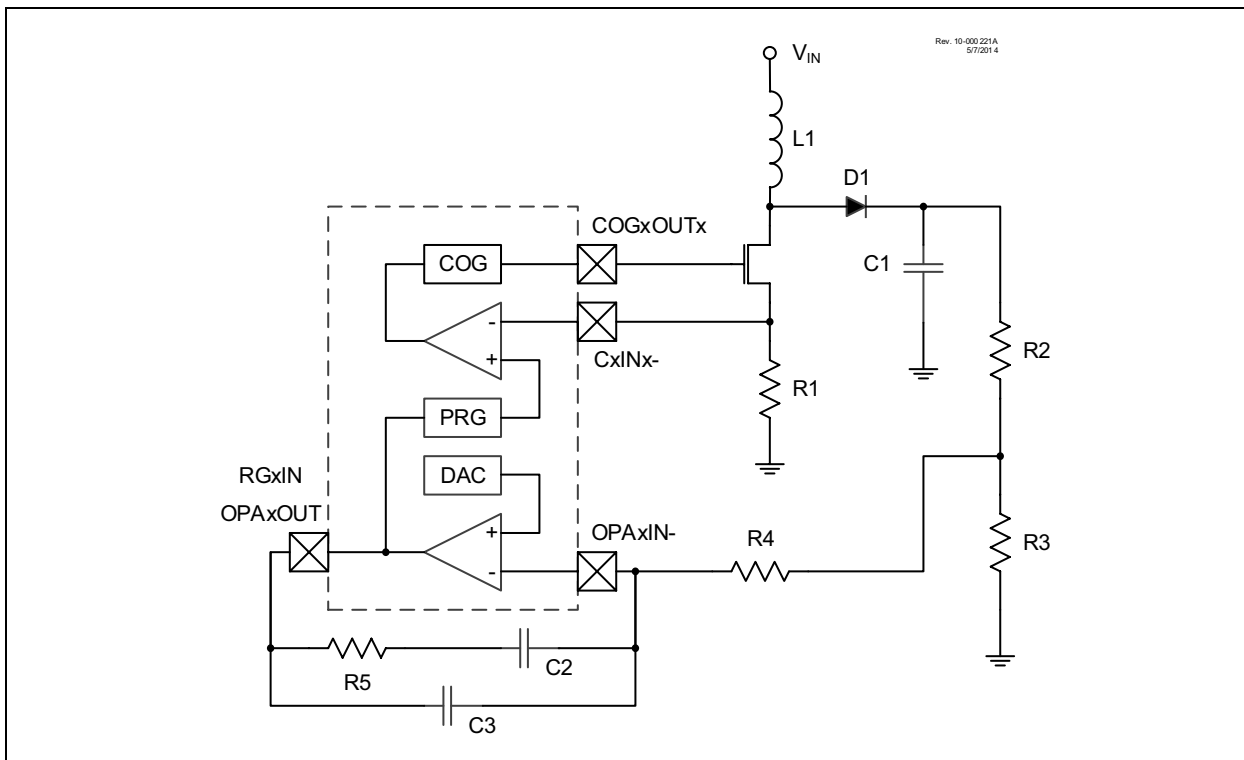 Rev. 10-000 221A
5/7/2014
VIN
L1
D1
COGxOUTx
COG
C1
-
+
CxINx-
R1
R2
PRG
RGxIN
DAC
OPAxOUT
+
-
OPAxIN-
R4
R3
R5
C2
C3